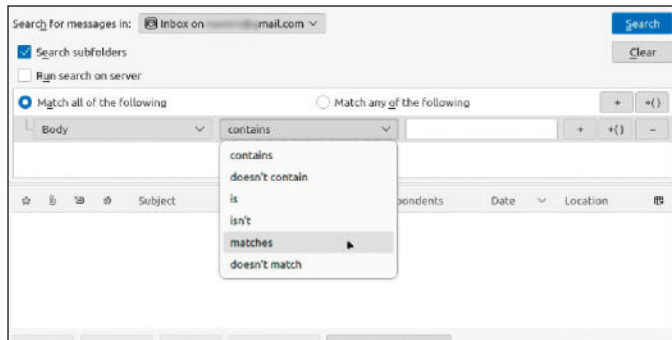 Search for messages in: Inbox on mail.com
Search
Search subfolders
Clear
Run search on server
Match all of the following Match any of the following + +()
Body contains + +() −
contains
doesn't contain
is
isn't
matches
doesn't match
Subject Date Location